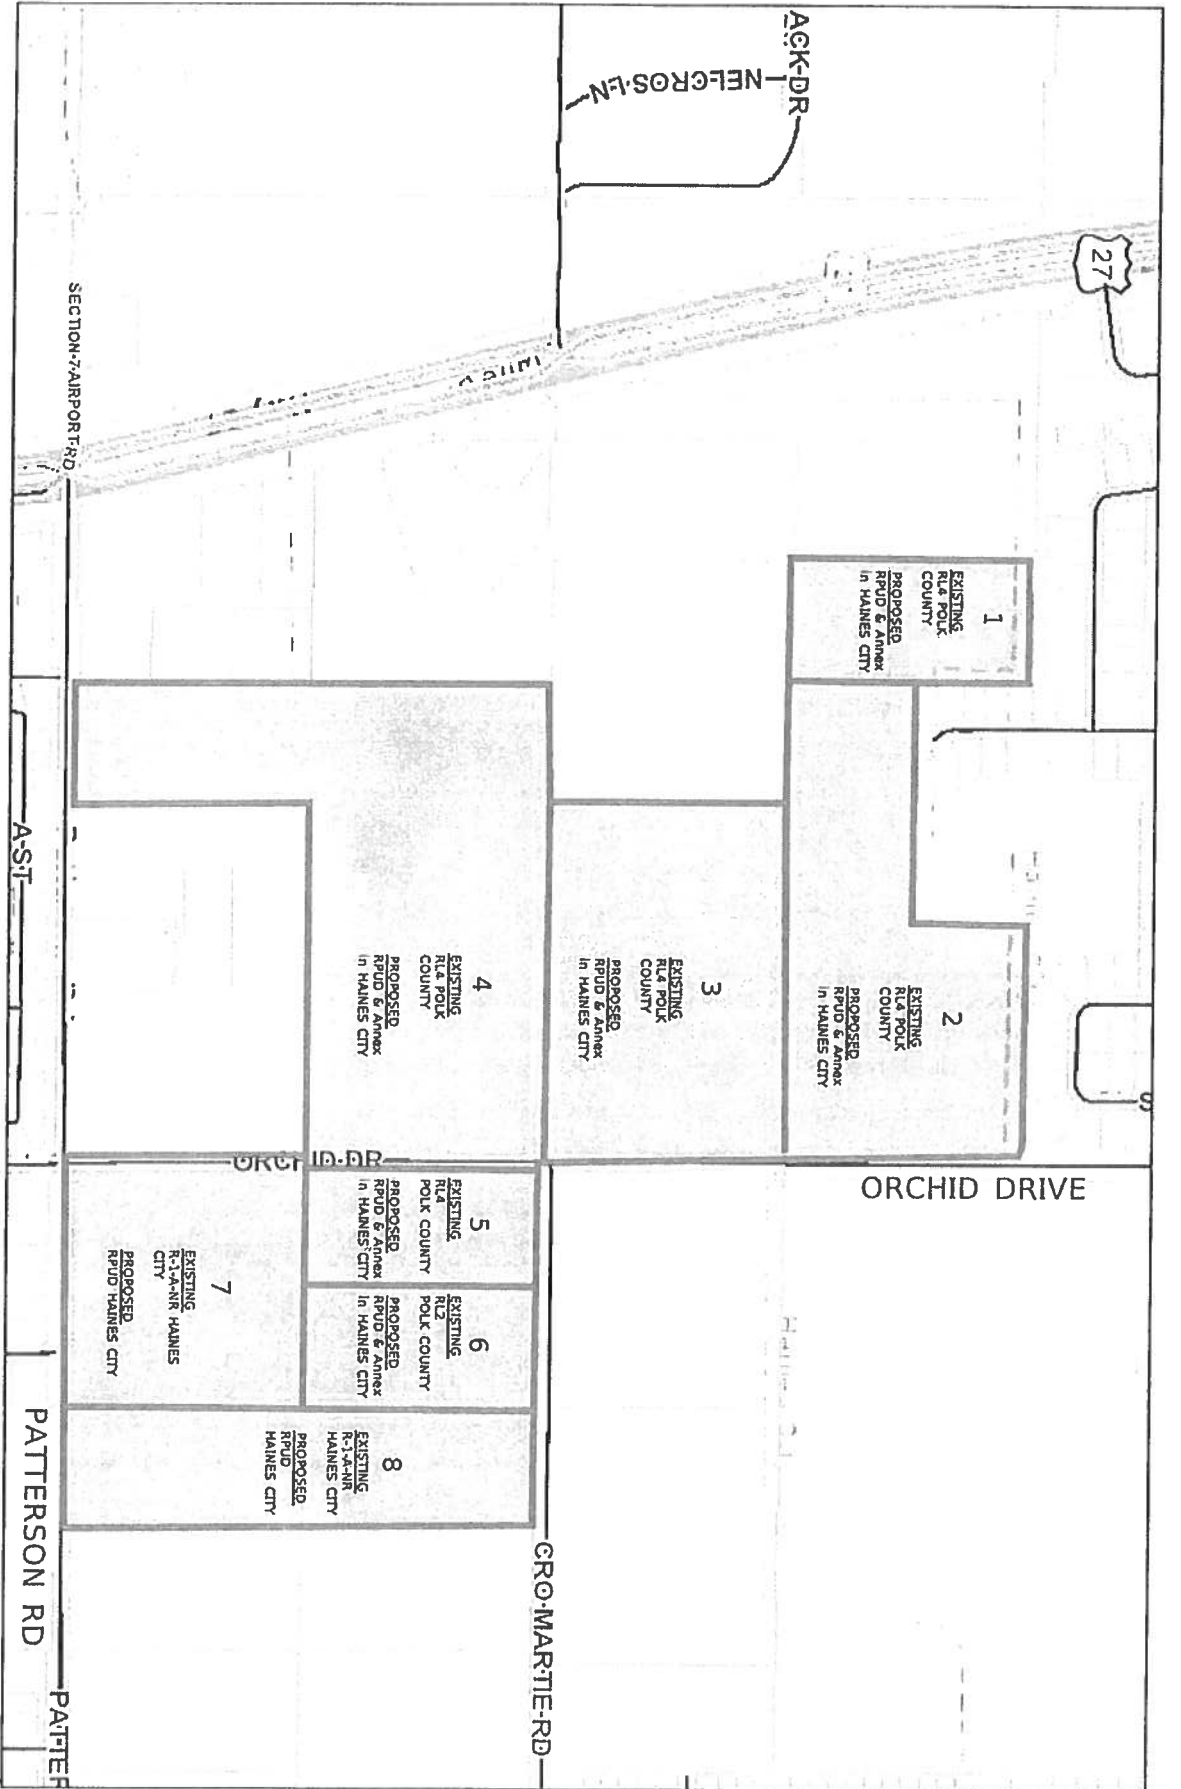 27
ACK-DR
NELCROS-LN
SECTION-7-AIRPORT-RD
1
EXISTING
RL4 POLK
COUNTY
PROPOSED
RPUD & Annex
in HAINES CITY
2
EXISTING
RL4 POLK
COUNTY
PROPOSED
RPUD & Annex
in HAINES CITY
3
EXISTING
RL4 POLK
COUNTY
PROPOSED
RPUD & Annex
in HAINES CITY
4
EXISTING
RL4 POLK
COUNTY
PROPOSED
RPUD & Annex
in HAINES CITY
S
ORCHID DRIVE
ORCHID-DR
A-ST
5
EXISTING
RL4
POLK COUNTY
PROPOSED
RPUD & Annex
in HAINES CITY
6
EXISTING
RL2
POLK COUNTY
PROPOSED
RPUD & Annex
in HAINES CITY
7
EXISTING
R-1-A-NR HAINES
CITY
PROPOSED
RPUD HAINES CITY
8
EXISTING
R-1-A-NR
HAINES CITY
PROPOSED
RPUD
HAINES CITY
CRO-MARTIE-RD
PATTERSON RD
PATTER